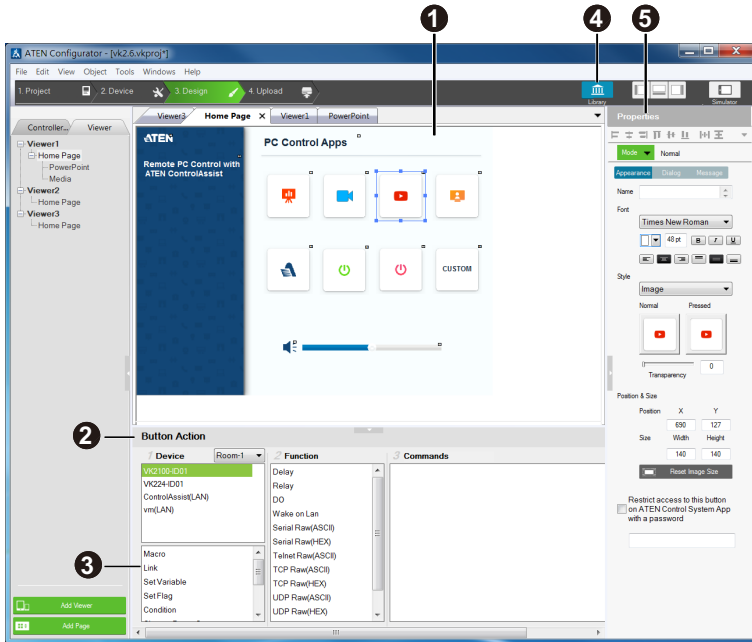 1
4
5
ATEN Configurator - [vk2.6.vkproj*]
File Edit View Object Tools Windows Help
1. Project 2. Device 3. Design 4. Upload
Library
Simulator
Controller... Viewer
Viewer1
Home Page
PowerPoint
Media
Viewer2
Home Page
Viewer3
Home Page
Add Viewer
Add Page
Viewer3 Home Page X Viewer1 PowerPoint
ATEN
Remote PC Control with
ATEN ControlAssist
PC Control Apps
CUSTOM
2
Button Action
1 Device Room-1
VK2100-ID01
VK224-ID01
ControlAssist(LAN)
vm(LAN)
3
Macro
Link
Set Variable
Set Flag
Condition
2 Function
Delay
Relay
DO
Wake on Lan
Serial Raw(ASCII)
Serial Raw(HEX)
Telnet Raw(ASCII)
TCP Raw(ASCII)
TCP Raw(HEX)
UDP Raw(ASCII)
UDP Raw(HEX)
3 Commands
Properties
Mode Normal
Appearance Dialog Message
Name
Font
Times New Roman
48 pt B I U
Style
Image
Normal Pressed
Transparency 0
Position & Size
Position X Y
690 127
Size Width Height
140 140
Reset Image Size
Restrict access to this button
on ATEN Control System App
with a password